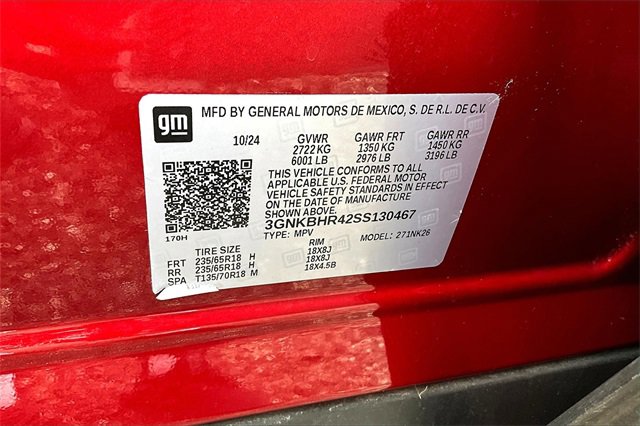 gm MFD BY GENERAL MOTORS DE MEXICO, S. DE R.L. DE C.V.
10/24 GVWR GAWR FRT GAWR RR
2722 KG 1350 KG 1450 KG
6001 LB 2976 LB 3196 LB
THIS VEHICLE CONFORMS TO ALL
APPLICABLE U.S. FEDERAL MOTOR
VEHICLE SAFETY STANDARDS IN EFFECT
ON THE DATE OF MANUFACTURE
SHOWN ABOVE.
3GNKBHR42SS130467
170H TYPE: MPV MODEL: 271NK26
TIRE SIZE RIM
FRT 235/65R18 H 18X8J
RR 235/65R18 H 18X8J
SPA T135/70R18 M 18X4.5B